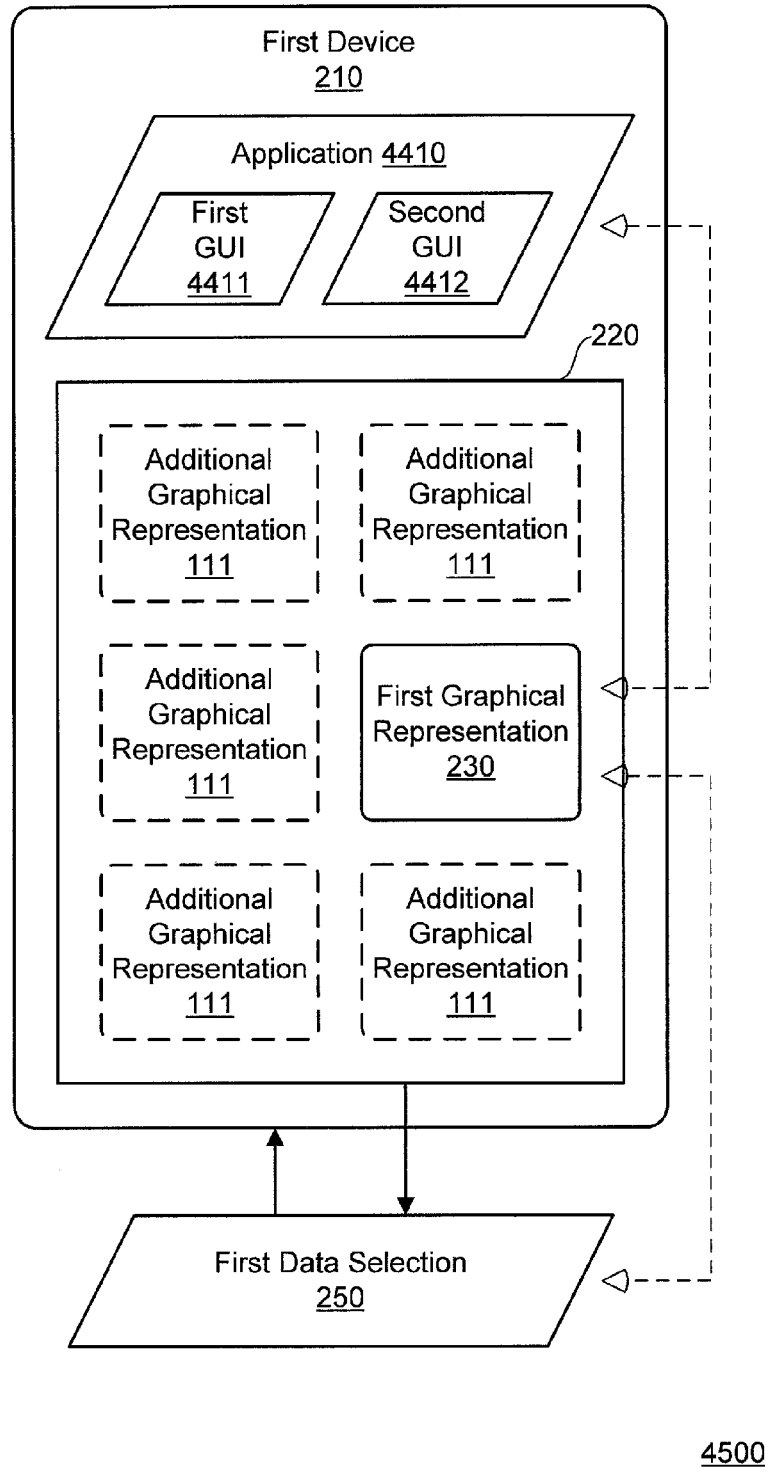 First Device
210
Application 4410
First
GUI
4411
Second
GUI
4412
220
Additional
Graphical
Representation
111
Additional
Graphical
Representation
111
Additional
Graphical
Representation
111
First Graphical
Representation
230
Additional
Graphical
Representation
111
Additional
Graphical
Representation
111
First Data Selection
250
4500